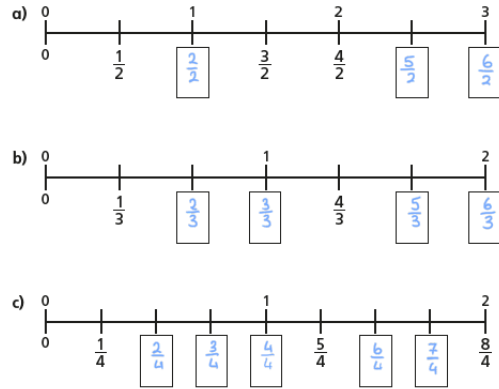 a) 0 1 2 3
0 1/2 2/2 3/2 4/2 5/2 6/2
b) 0 1 2
0 1/3 2/3 3/3 4/3 5/3 6/3
c) 0 1 2
0 1/4 2/4 3/4 4/4 5/4 6/4 7/4 8/4